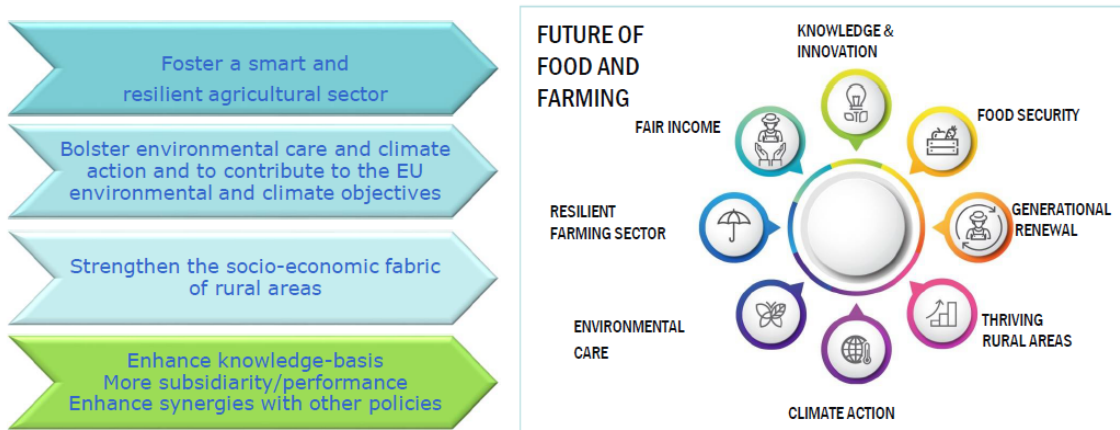 Foster a smart and
resilient agricultural sector
Bolster environmental care and climate
action and to contribute to the EU
environmental and climate objectives
Strengthen the socio-economic fabric
of rural areas
Enhance knowledge-basis
More subsidiarity/performance
Enhance synergies with other policies
FUTURE OF
FOOD AND
FARMING
KNOWLEDGE &
INNOVATION
FAIR INCOME
FOOD SECURITY
RESILIENT
FARMING SECTOR
GENERATIONAL
RENEWAL
ENVIRONMENTAL
CARE
THRIVING
RURAL AREAS
CLIMATE ACTION